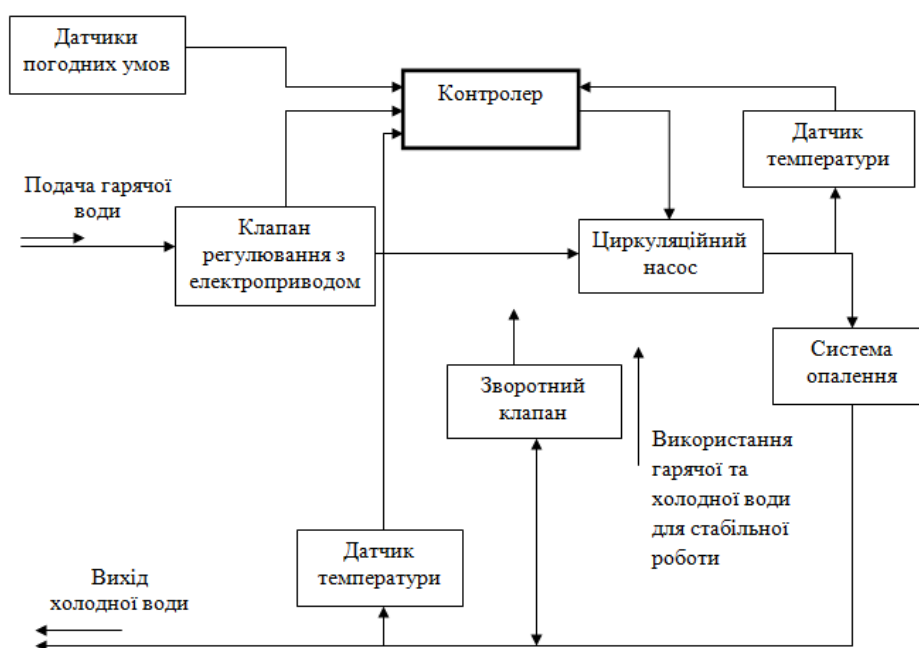 Датчики
погодних умов
Контролер
Датчик
температури
Подача гарячої
води
Клапан
регулювання з
електроприводом
Циркуляційний
насос
Система
опалення
Зворотний
клапан
Використання
гарячої та
холодної води
для стабільної
роботи
Датчик
температури
Вихід
холодної води